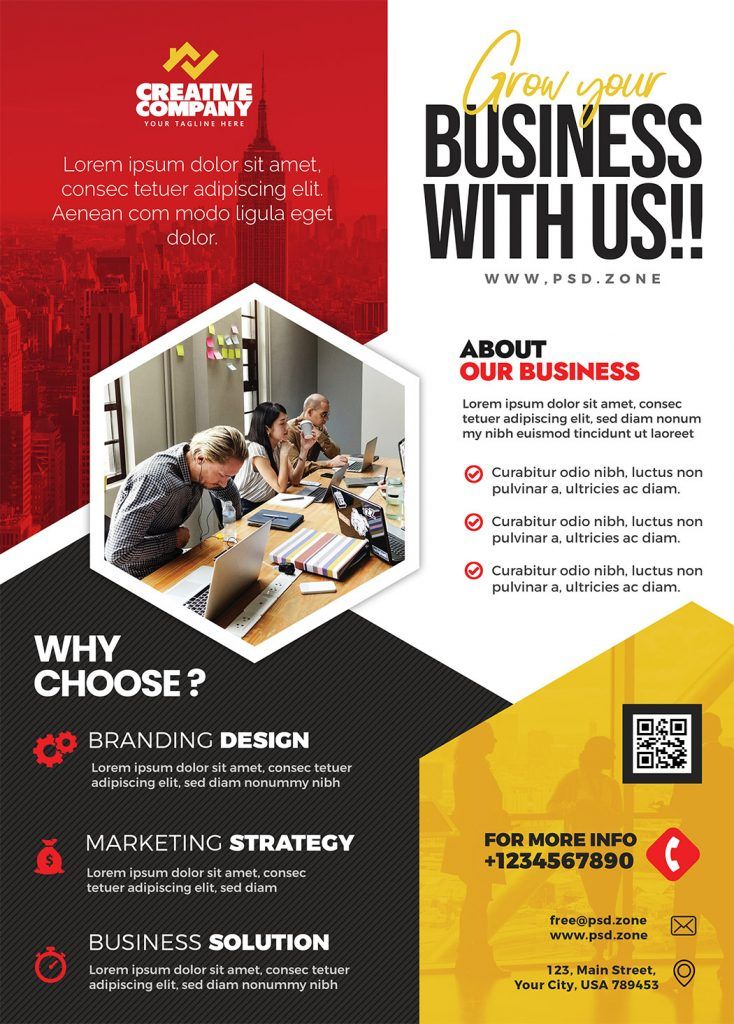 CREATIVE
COMPANY
YOUR TAGLINE HERE
Lorem ipsum dolor sit amet,
consec tetuer adipiscing elit.
Aenean com modo ligula eget
dolor.
Grow your
BUSINESS
WITH US!!
WWW,PSD.ZONE
ABOUT
OUR BUSINESS
Lorem ipsum dolor sit amet, consec
tetuer adipiscing elit, sed diam nonum
my nibh euismod tincidunt ut laoreet
Curabitur odio nibh, luctus non
pulvinar a, ultricies ac diam.
Curabitur odio nibh, luctus non
pulvinar a, ultricies ac diam.
Curabitur odio nibh, luctus non
pulvinar a, ultricies ac diam.
WHY
CHOOSE ?
BRANDING DESIGN
Lorem ipsum dolor sit amet, consec tetuer
adipiscing elit, sed diam nonummy nibh
MARKETING STRATEGY
Lorem ipsum dolor sit amet, consec
tetuer adipiscing elit, sed diam
BUSINESS SOLUTION
Lorem ipsum dolor sit amet, consec tetuer
adipiscing elit, sed diam nonummy nibh
FOR MORE INFO
+1234567890
free@psd.zone
www.psd.zone
123, Main Street,
Your City, USA 789453